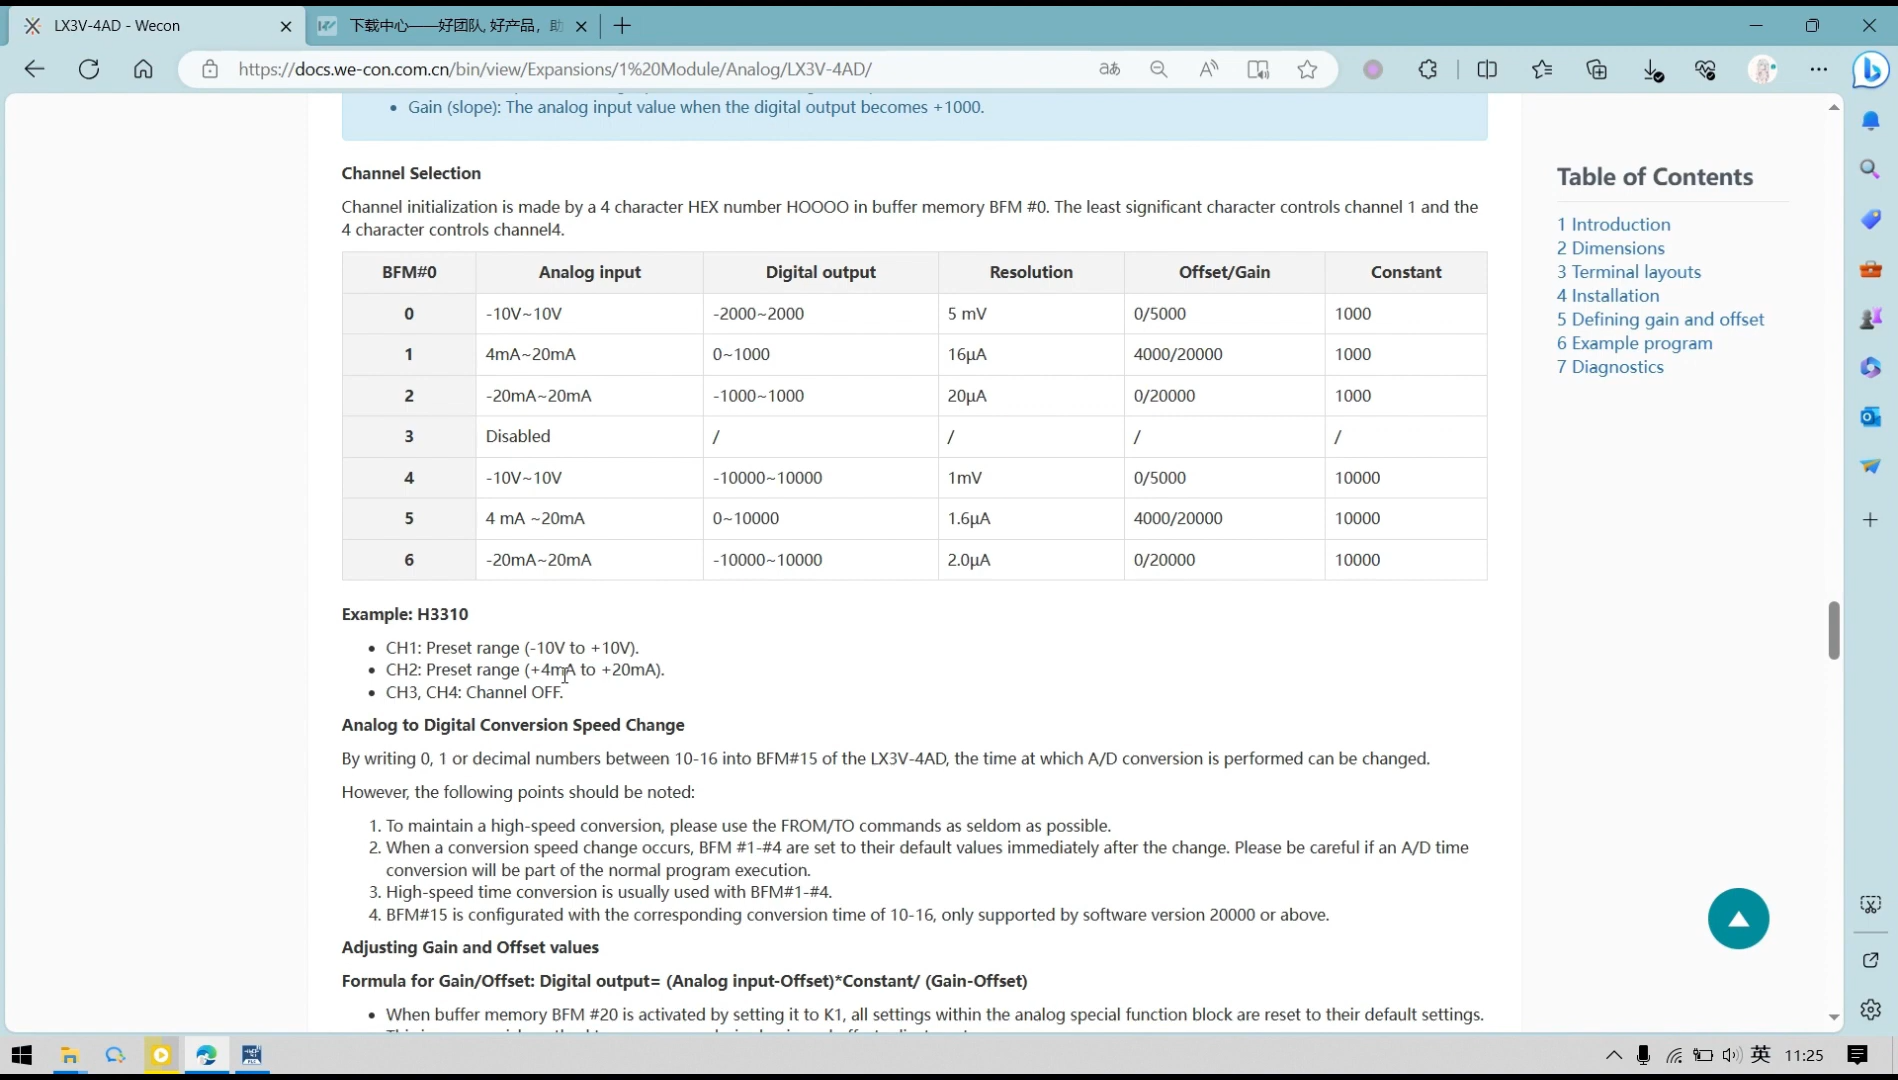 LX3V-4AD - Wecon
下载中心——好团队, 好产品，助
https://docs.we-con.com.cn/bin/view/Expansions/1%20Module/Analog/LX3V-4AD/
Gain (slope): The analog input value when the digital output becomes +1000.
Channel Selection
Channel initialization is made by a 4 character HEX number HOOOO in buffer memory BFM #0. The least significant character controls channel 1 and the
4 character controls channel4.
BFM#0 Analog input Digital output Resolution Offset/Gain Constant
0 -10V~10V -2000~2000 5 mV 0/5000 1000
1 4mA~20mA 0~1000 16μA 4000/20000 1000
2 -20mA~20mA -1000~1000 20μA 0/20000 1000
3 Disabled / / / /
4 -10V~10V -10000~10000 1mV 0/5000 10000
5 4 mA ~20mA 0~10000 1.6μA 4000/20000 10000
6 -20mA~20mA -10000~10000 2.0μA 0/20000 10000
Example: H3310
CH1: Preset range (-10V to +10V).
CH2: Preset range (+4mA to +20mA).
CH3, CH4: Channel OFF.
Analog to Digital Conversion Speed Change
By writing 0, 1 or decimal numbers between 10-16 into BFM#15 of the LX3V-4AD, the time at which A/D conversion is performed can be changed.
However, the following points should be noted:
1. To maintain a high-speed conversion, please use the FROM/TO commands as seldom as possible.
2. When a conversion speed change occurs, BFM #1-#4 are set to their default values immediately after the change. Please be careful if an A/D time
conversion will be part of the normal program execution.
3. High-speed time conversion is usually used with BFM#1-#4.
4. BFM#15 is configurated with the corresponding conversion time of 10-16, only supported by software version 20000 or above.
Adjusting Gain and Offset values
Formula for Gain/Offset: Digital output= (Analog input-Offset)*Constant/ (Gain-Offset)
When buffer memory BFM #20 is activated by setting it to K1, all settings within the analog special function block are reset to their default settings.
Table of Contents
1 Introduction
2 Dimensions
3 Terminal layouts
4 Installation
5 Defining gain and offset
6 Example program
7 Diagnostics
英 11:25